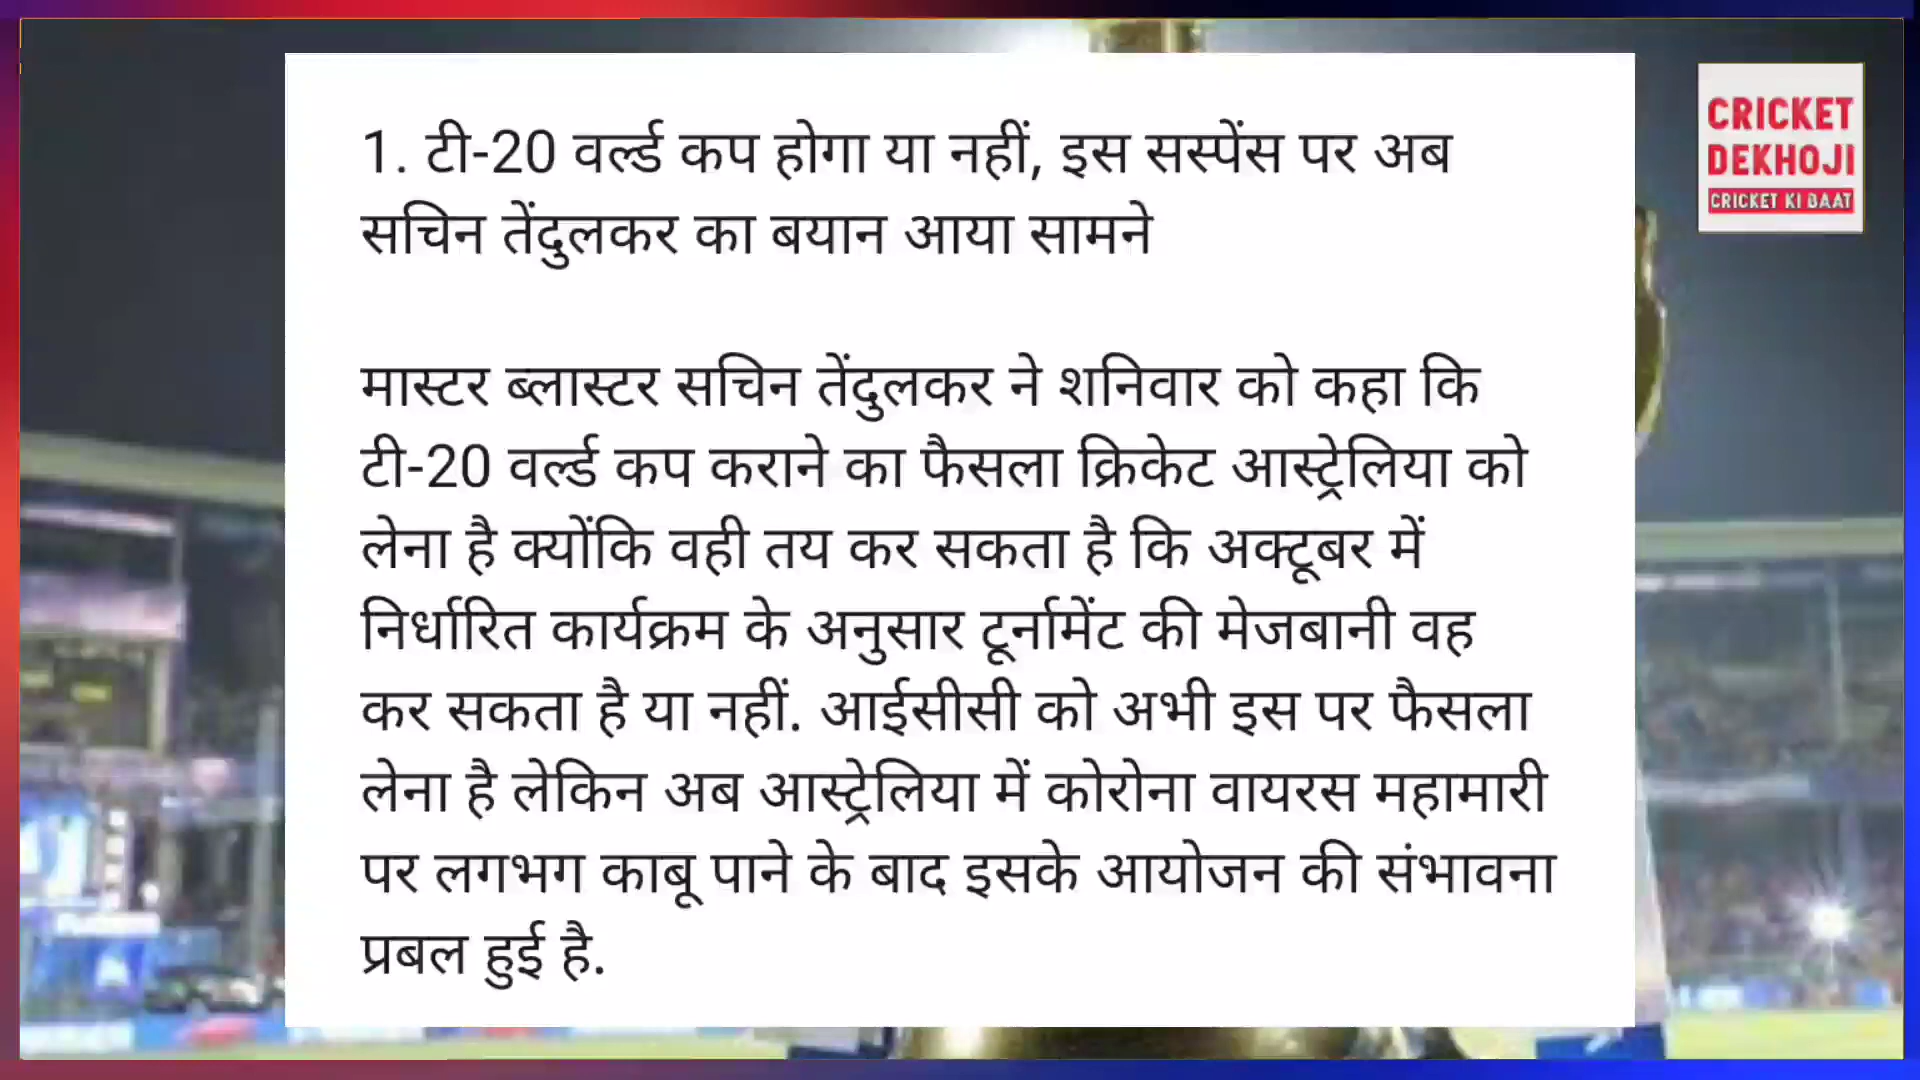 1. टी-20 वर्ल्ड कप होगा या नहीं, इस सस्पेंस पर अब
सचिन तेंदुलकर का बयान आया सामने
मास्टर ब्लास्टर सचिन तेंदुलकर ने शनिवार को कहा कि
टी-20 वर्ल्ड कप कराने का फैसला क्रिकेट आस्ट्रेलिया को
लेना है क्योंकि वही तय कर सकता है कि अक्टूबर में
निर्धारित कार्यक्रम के अनुसार टूर्नामेंट की मेजबानी वह
कर सकता है या नहीं. आईसीसी को अभी इस पर फैसला
लेना है लेकिन अब आस्ट्रेलिया में कोरोना वायरस महामारी
पर लगभग काबू पाने के बाद इसके आयोजन की संभावना
प्रबल हुई है.
CRICKET
DEKHOJI
CRICKET KI BAAT